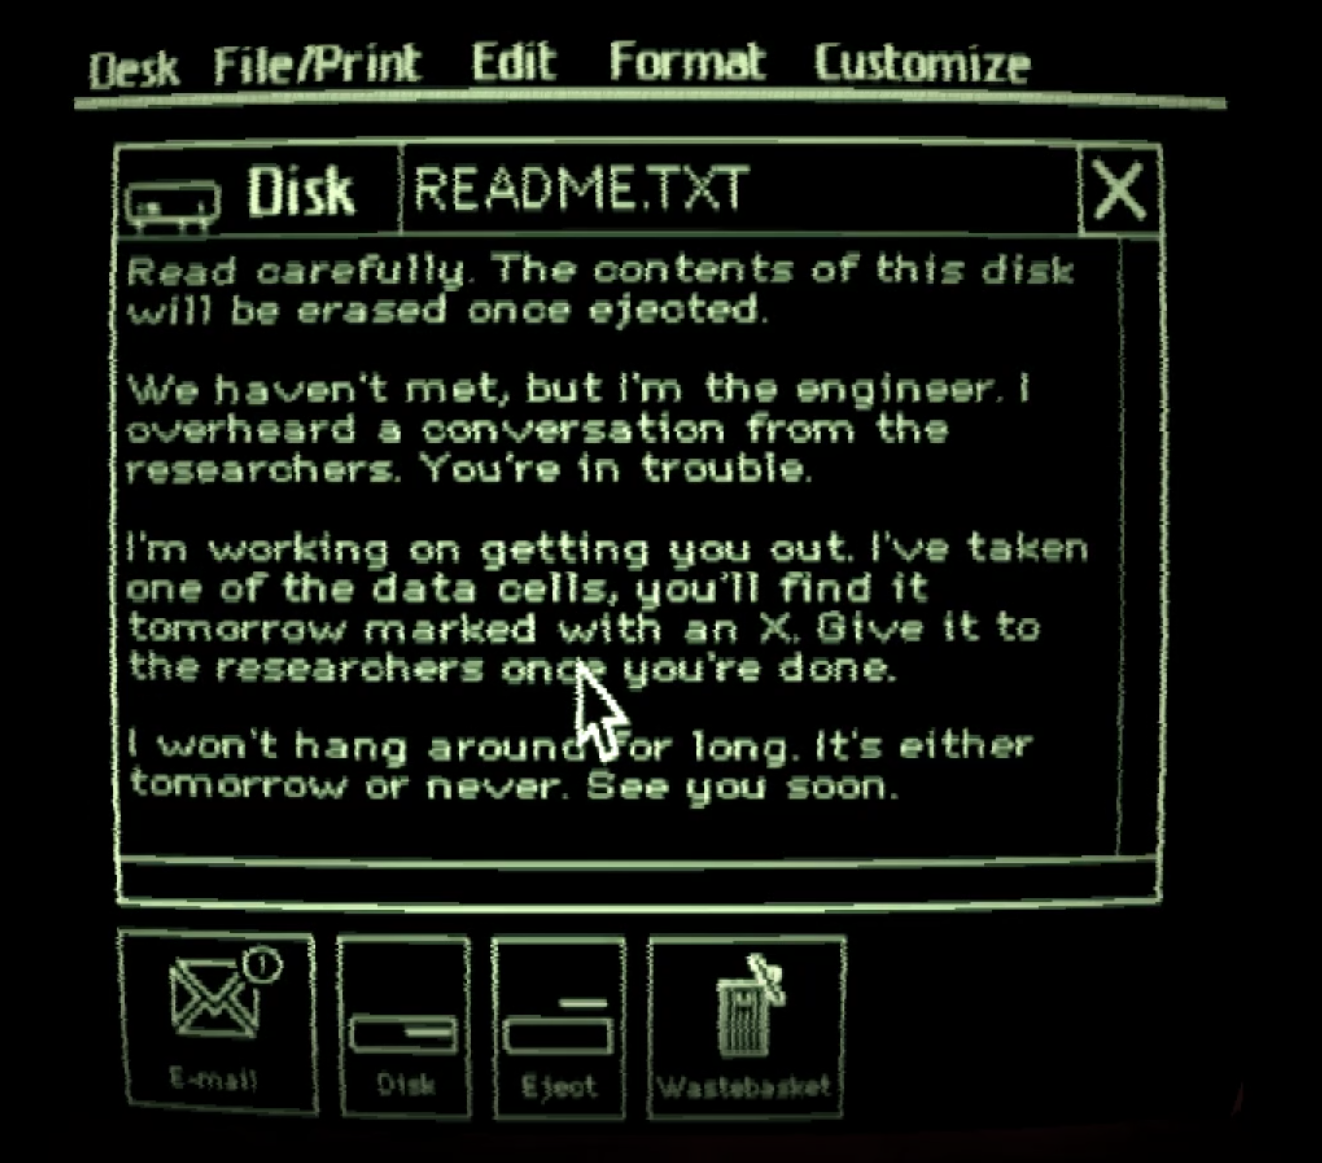 Desk File/Print Edit Format Customize
Disk README.TXT X
Read carefully. The contents of this disk
will be erased once ejected.
We haven't met, but I'm the engineer. I
overheard a conversation from the
researchers. You're in trouble.
I'm working on getting you out. I've taken
one of the data cells, you'll find it
tomorrow marked with an X. Give it to
the researchers once you're done.
I won't hang around for long. It's either
tomorrow or never. See you soon.
1
E-mail Disk Eject Wastebasket